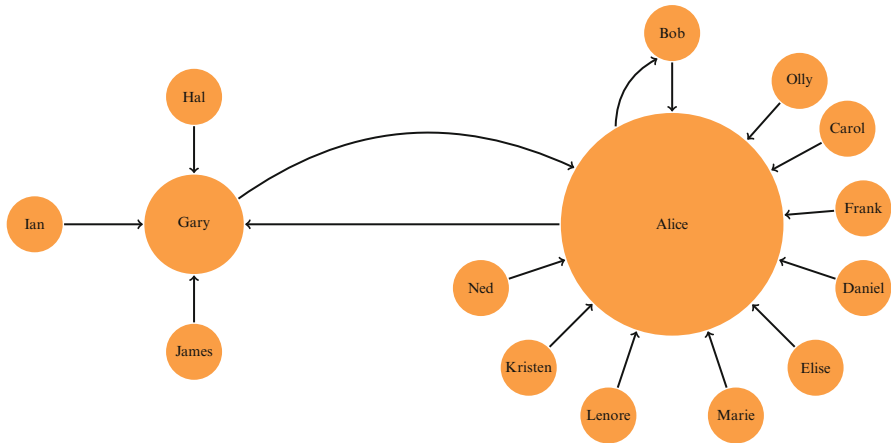 Bob
Olly
Hal
Carol
Frank
Ian
Gary
Alice
Ned
Daniel
James
Kristen
Elise
Lenore
Marie